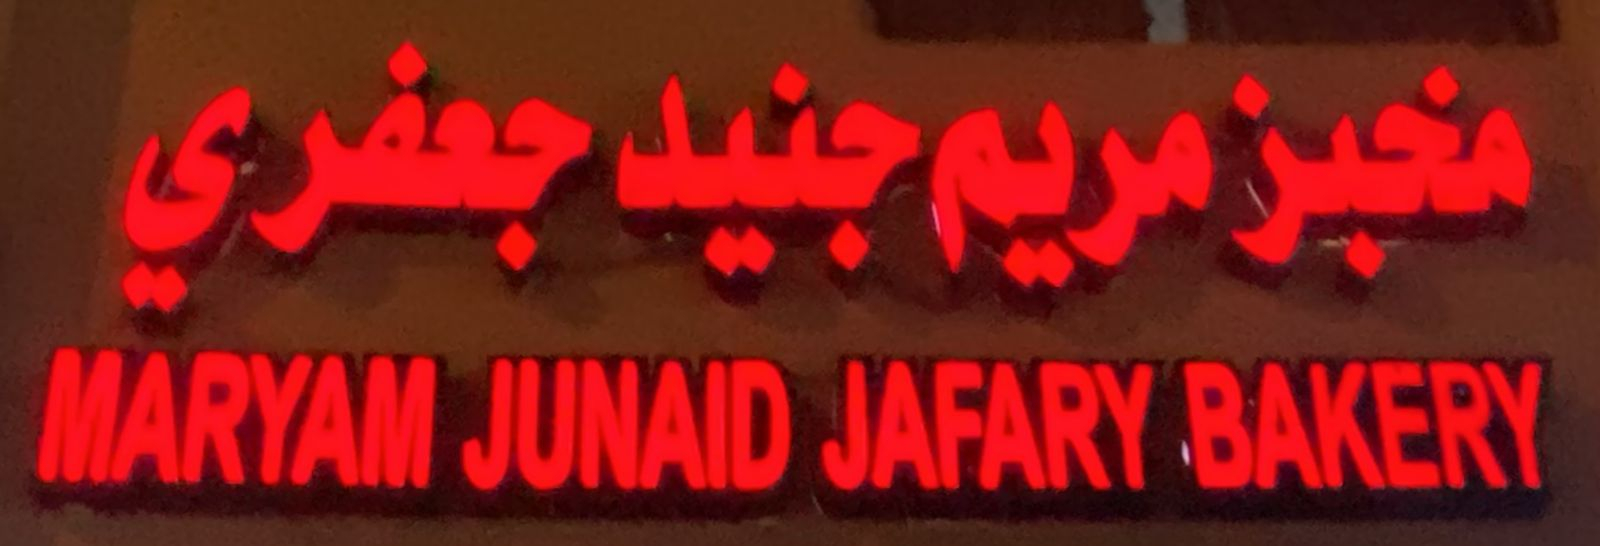 مخبز مريم جنيد جعفري
MARYAM JUNAID JAFARY BAKERY